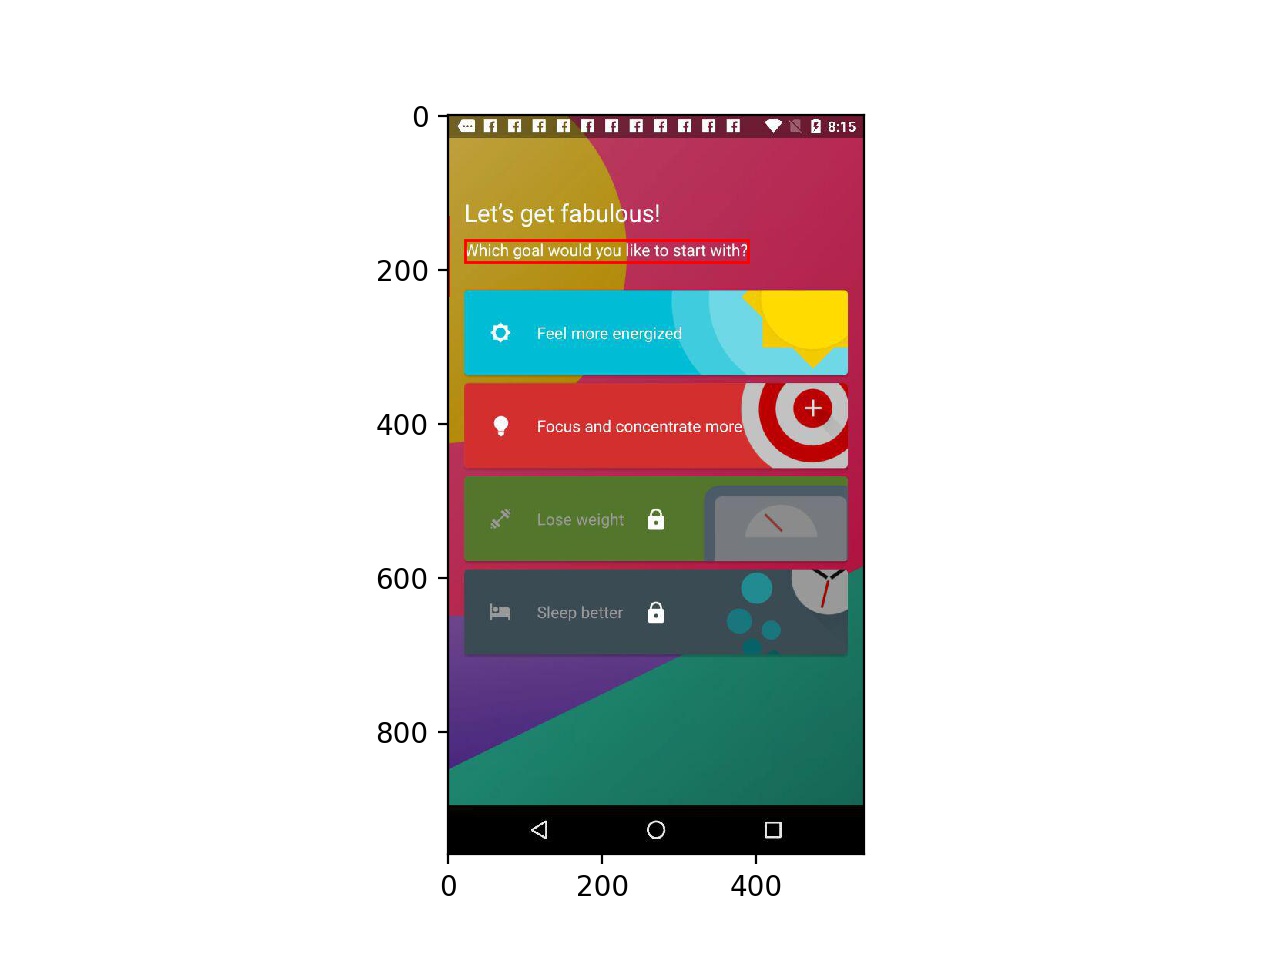 0
200
400
600
800
0
200
400
8:15
Let's get fabulous!
Which goal would you like to start with?
Feel more energized
Focus and concentrate more
Lose weight
Sleep better